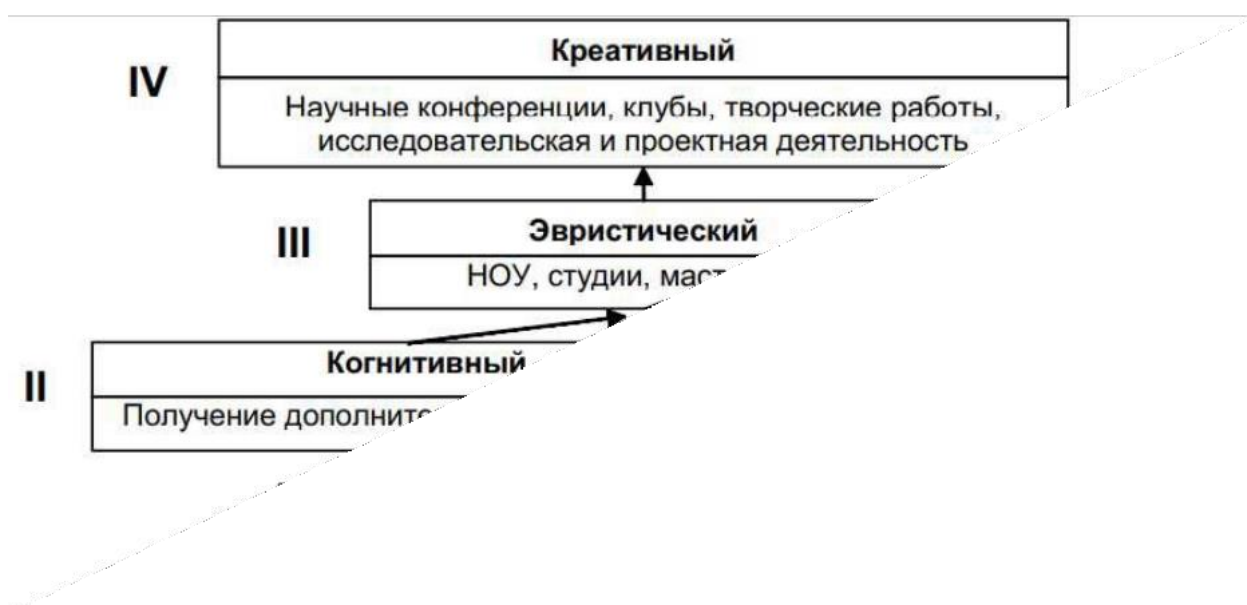 IV
Креативный
Научные конференции, клубы, творческие работы,
исследовательская и проектная деятельность
III
Эвристический
НОУ, студии,
II
Когнитивный
Получение